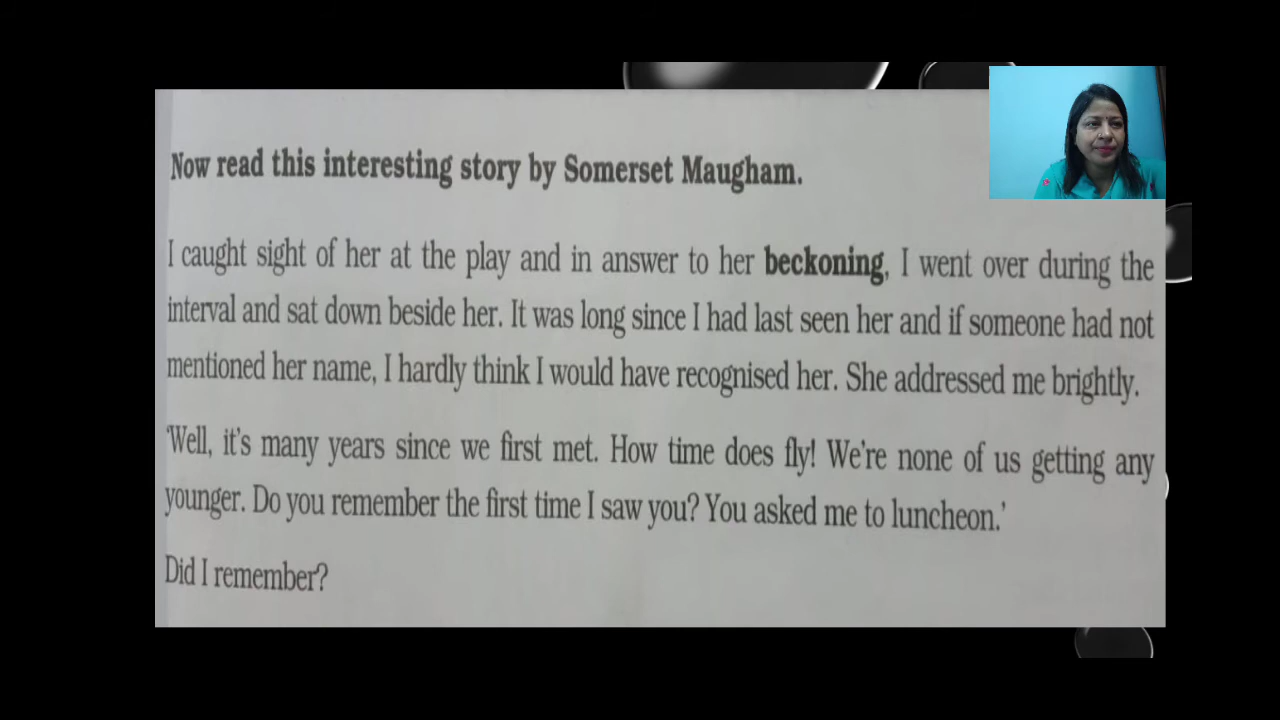 Now read this interesting story by Somerset Maugham.
I caught sight of her at the play and in answer to her beckoning, I went over during the
interval and sat down beside her. It was long since I had last seen her and if someone had not
mentioned her name, I hardly think I would have recognised her. She addressed me brightly.
'Well, it's many years since we first met. How time does fly! We're none of us getting any
younger. Do you remember the first time I saw you? You asked me to luncheon.'
Did I remember?